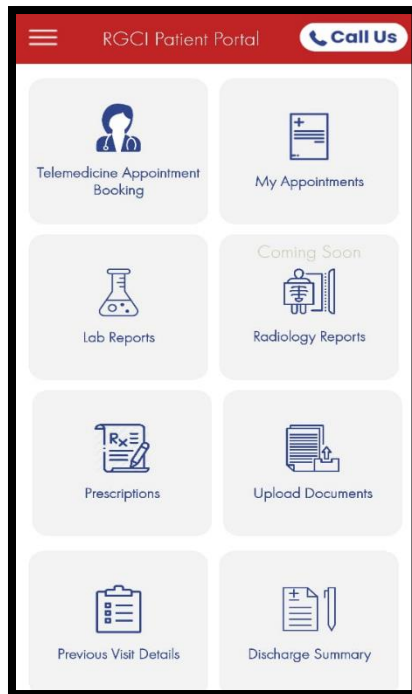 RGCI Patient Portal
Call Us
Telemedicine Appointment
Booking
My Appointments
Lab Reports
Coming Soon
Radiology Reports
Rx
Prescriptions
Upload Documents
Previous Visit Details
Discharge Summary